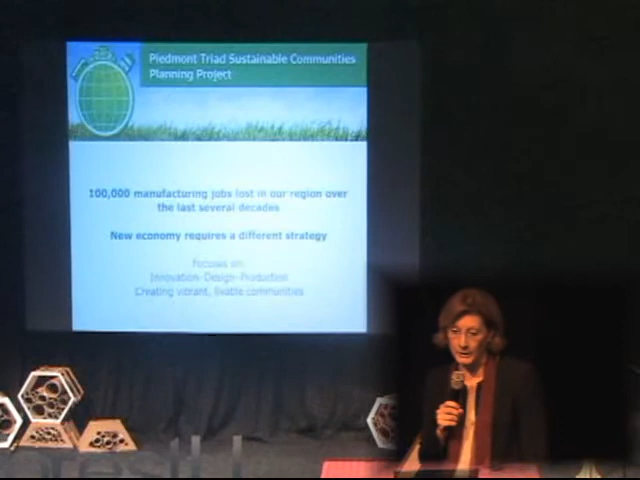 Piedmont Triad Sustainable Communities
Planning Project
100,000 manufacturing jobs lost in our region over
the last several decades
New economy requires a different strategy
Focuses on:
Innovation-Design-Production
Creating vibrant, livable communities